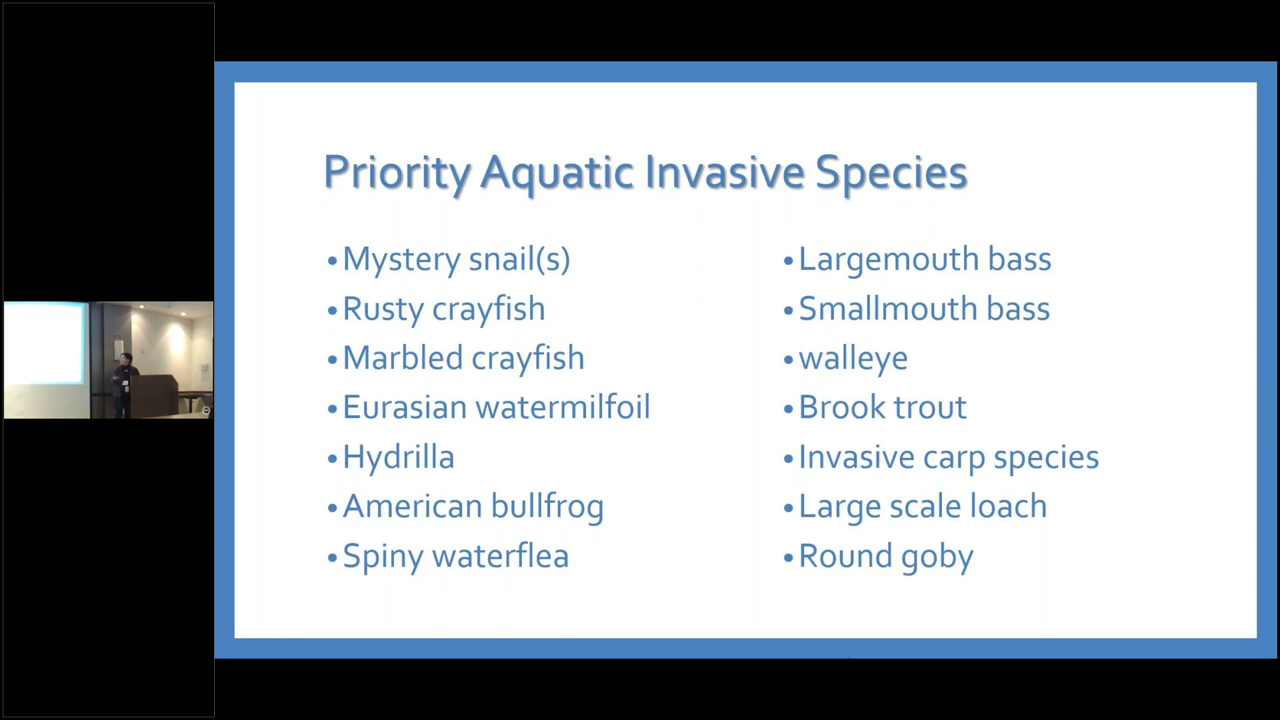 Priority Aquatic Invasive Species
•Mystery snail(s)
•Rusty crayfish
•Marbled crayfish
•Eurasian watermilfoil
•Hydrilla
•American bullfrog
•Spiny waterflea
•Largemouth bass
•Smallmouth bass
•walleye
•Brook trout
•Invasive carp species
•Large scale loach
•Round goby